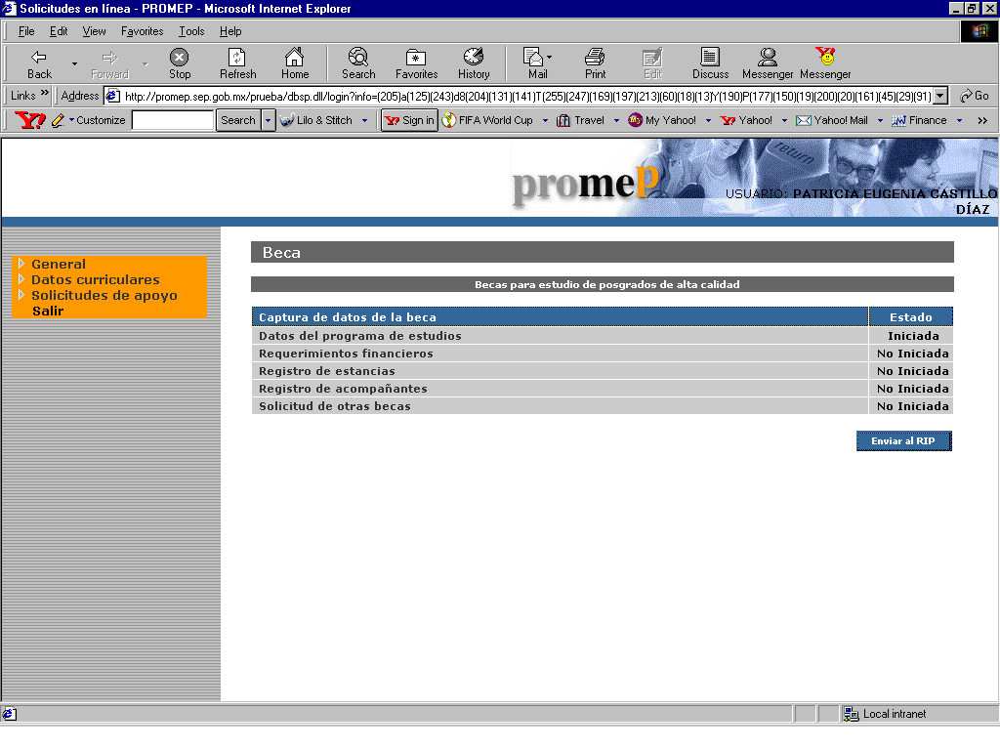 Solicitudes en línea - PROMEP - Microsoft Internet Explorer
File Edit View Favorites Tools Help
Back Forward Stop Refresh Home Search Favorites History Mail Print Edit Discuss Messenger Messenger
Links » Address http://promep.sep.gob.mx/prueba/dbsp.dll/login?info=(205)a(125)(243)d8(204)(131)(141)T(255)(247)(169)(197)(213)(60)(18)(13)Y(190)P(177)(150)(19)(200)(20)(161)(45)(29)(91) Go
Y! Customize Search Lilo & Stitch Y! Sign in FIFA World Cup Travel My Yahoo! Y! Yahoo! Yahoo! Mail Finance »
return
promep
USUARIO: PATRICIA EUGENIA CASTILLO
DÍAZ
Beca
General
Datos curriculares
Solicitudes de apoyo
Salir
Becas para estudio de posgrados de alta calidad
Captura de datos de la beca Estado
Datos del programa de estudios Iniciada
Requerimientos financieros No Iniciada
Registro de estancias No Iniciada
Registro de acompañantes No Iniciada
Solicitud de otras becas No Iniciada
Enviar al RIP
Local intranet